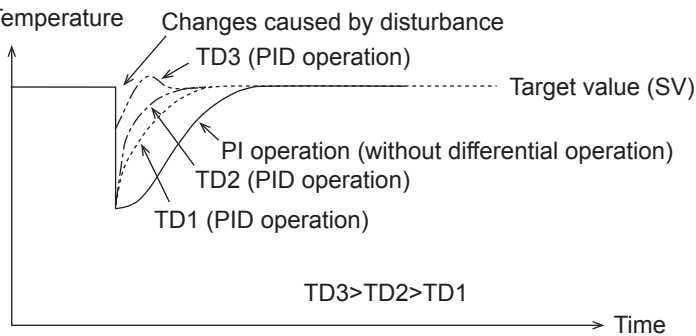 Temperature
Changes caused by disturbance
TD3 (PID operation)
Target value (SV)
PI operation (without differential operation)
TD2 (PID operation)
TD1 (PID operation)
TD3>TD2>TD1
Time